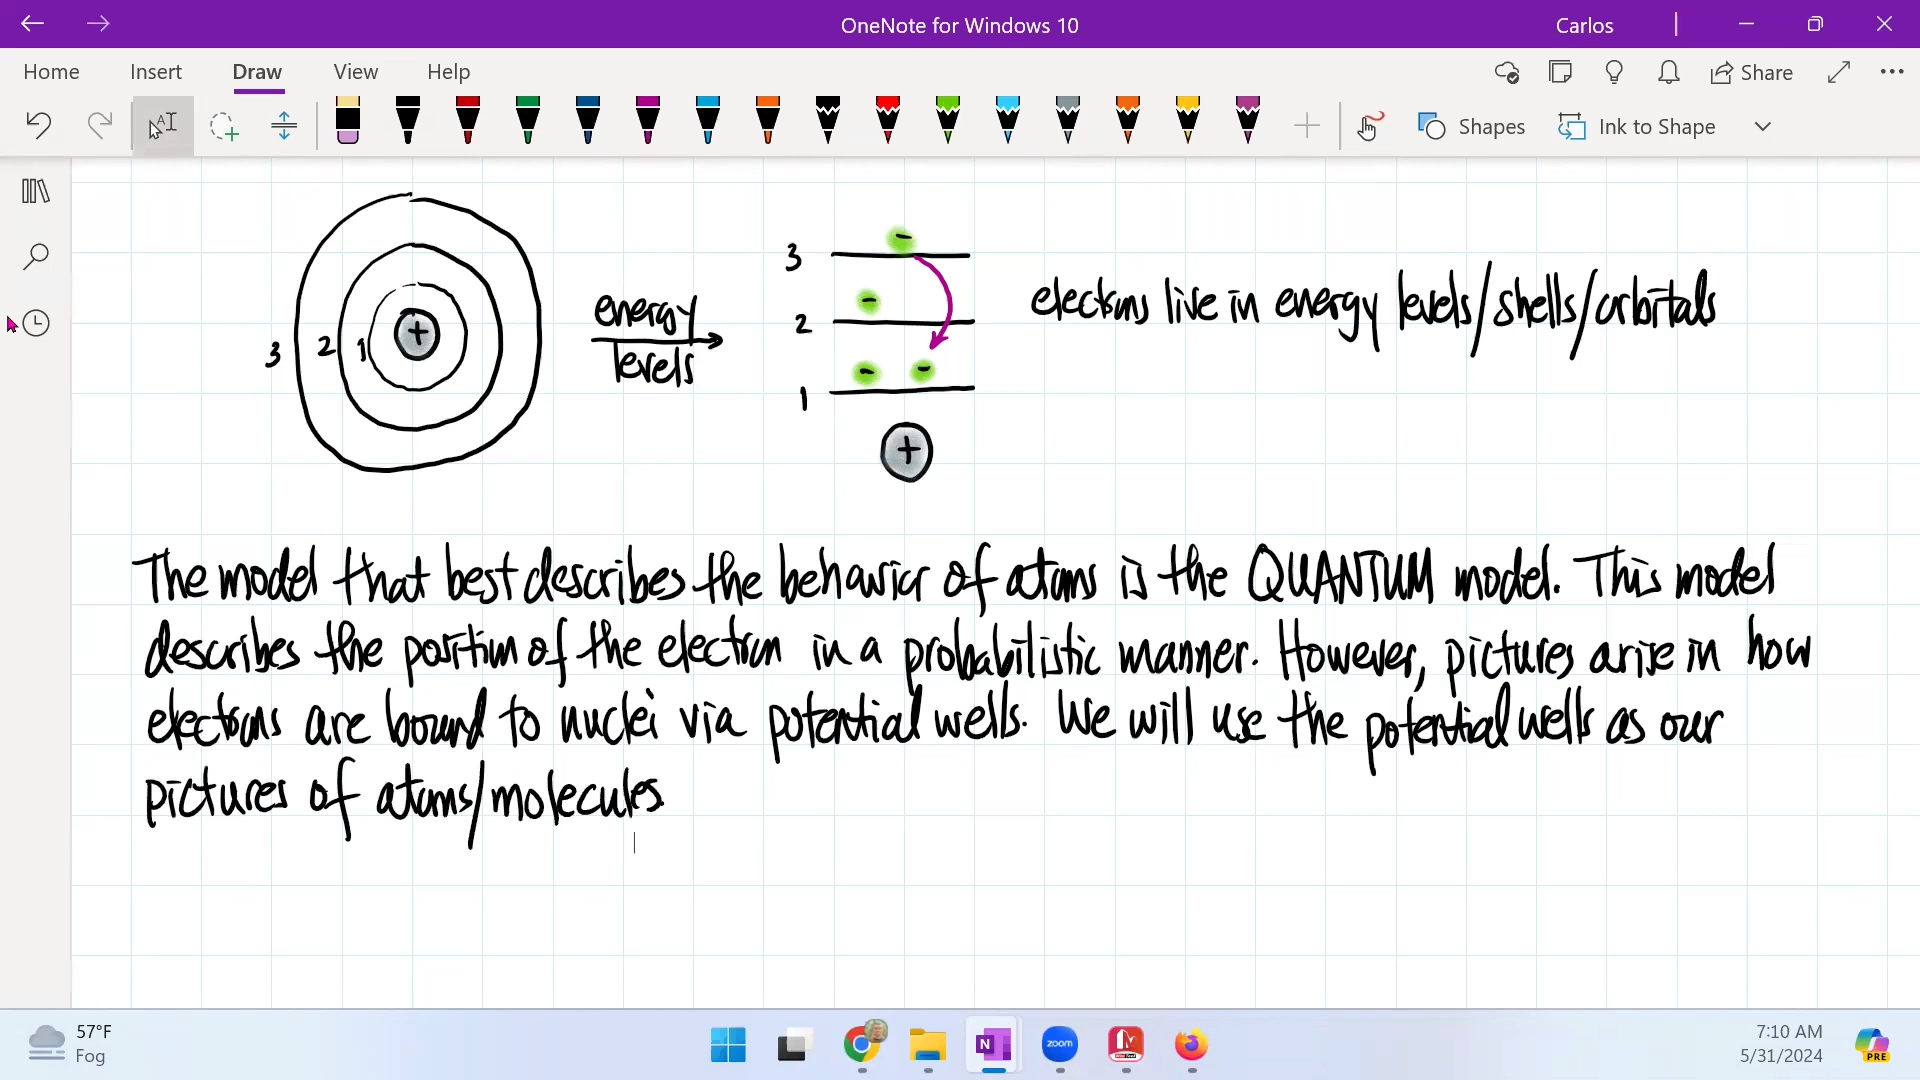 OneNote for Windows 10
Carlos
Home Insert Draw View Help
Share
Shapes
Ink to Shape
3
2
1
+
energy
levels
3
-
2
-
1
- -
+
electrons live in energy levels/shells/orbitals
The model that best describes the behavior of atoms is the QUANTUM model. This model
describes the position of the electron in a probabilistic manner. However, pictures arise in how
electrons are bound to nuclei via potential wells. We will use the potential wells as our
pictures of atoms/molecules.
57°F
Fog
N
zoom
7:10 AM
5/31/2024
PRE